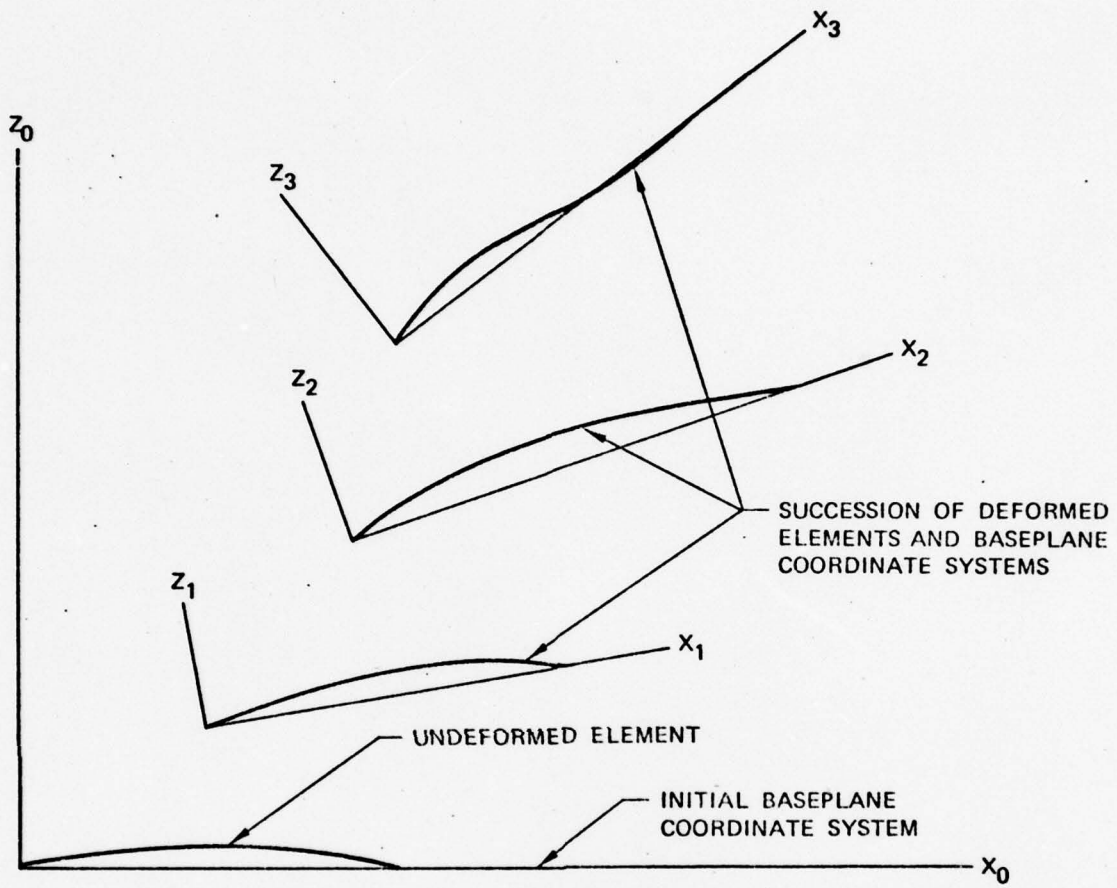 X3
Z0
Z3
X2
Z2
SUCCESSION OF DEFORMED
ELEMENTS AND BASEPLANE
COORDINATE SYSTEMS
Z1
X1
UNDEFORMED ELEMENT
INITIAL BASEPLANE
COORDINATE SYSTEM
X0